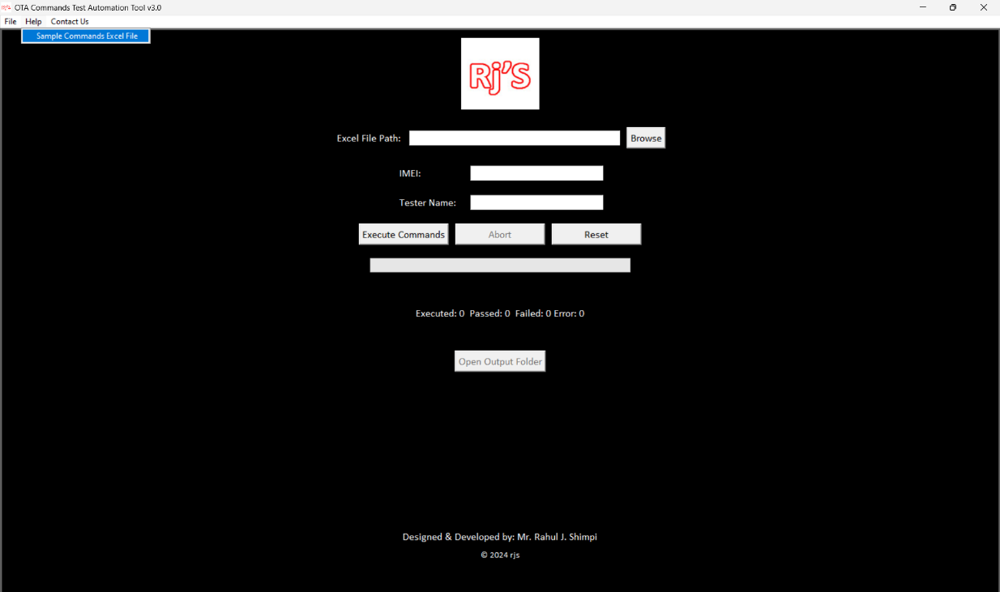 Rj'S OTA Commands Test Automation Tool v3.0
File Help Contact Us
Sample Commands Excel File
Rj'S
Excel File Path: Browse
IMEI:
Tester Name:
Execute Commands Abort Reset
Executed: 0 Passed: 0 Failed: 0 Error: 0
Open Output Folder
Designed & Developed by: Mr. Rahul J. Shimpi
© 2024 rjs